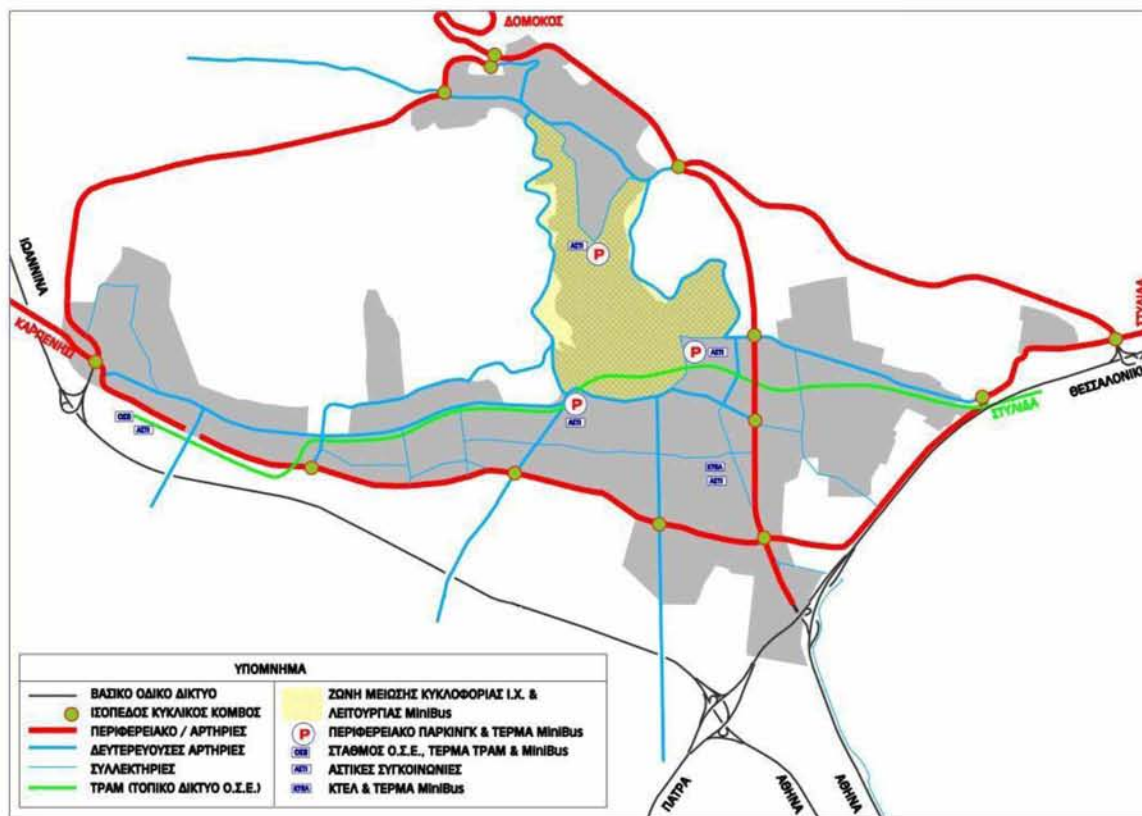 ΔΟΜΟΚΟΣ
ΙΩΑΝΝΙΝΑ
ΚΑΡΠΕΝΗΣΙ
ΑΣΤΙ
P
P
ΑΣΤΙ
P
ΑΣΤΙ
ΣΤΥΛΙΔΑ
ΘΕΣΣΑΛΟΝΙΚΗ
ΣΤΥΛΙΔΑ
ΟΣΕ
ΑΣΤΙ
ΚΤΕΛ
ΑΣΤΙ
ΠΑΤΡΑ
ΑΘΗΝΑ
ΑΘΗΝΑ
ΥΠΟΜΝΗΜΑ
ΒΑΣΙΚΟ ΟΔΙΚΟ ΔΙΚΤΥΟ
ΙΣΟΠΕΔΟΣ ΚΥΚΛΙΚΟΣ ΚΟΜΒΟΣ
ΠΕΡΙΦΕΡΕΙΑΚΟ / ΑΡΤΗΡΙΕΣ
ΔΕΥΤΕΡΕΥΟΥΣΕΣ ΑΡΤΗΡΙΕΣ
ΣΥΛΛΕΚΤΗΡΙΕΣ
ΤΡΑΜ (ΤΟΠΙΚΟ ΔΙΚΤΥΟ Ο.Σ.Ε.)
ΖΩΝΗ ΜΕΙΩΣΗΣ ΚΥΚΛΟΦΟΡΙΑΣ Ι.Χ. &
ΛΕΙΤΟΥΡΓΙΑΣ MiniBus
P ΠΕΡΙΦΕΡΕΙΑΚΟ ΠΑΡΚΙΝΓΚ & ΤΕΡΜΑ MiniBus
ΟΣΕ ΣΤΑΘΜΟΣ Ο.Σ.Ε., ΤΕΡΜΑ ΤΡΑΜ & MiniBus
ΑΣΤΙ ΑΣΤΙΚΕΣ ΣΥΓΚΟΙΝΩΝΙΕΣ
ΚΤΕΛ ΚΤΕΛ & ΤΕΡΜΑ MiniBus